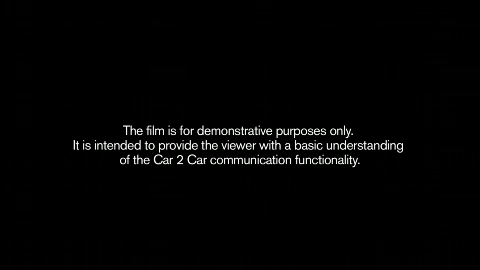 The film is for demonstrative purposes only.
It is intended to provide the viewer with a basic understanding
of the Car 2 Car communication functionality.